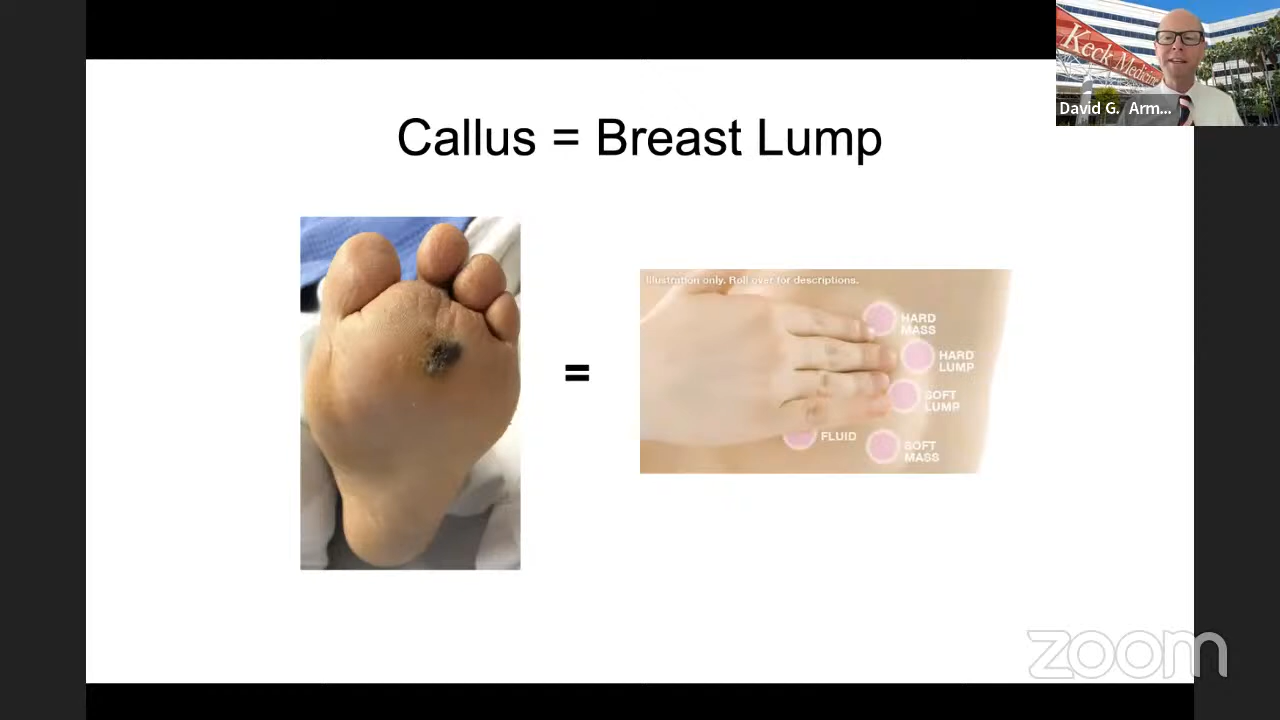 Keck Medicine
David G. Arm...
Callus = Breast Lump
Illustration only. Roll over for descriptions.
HARD
MASS
HARD
LUMP
=
SOFT
LUMP
FLUID
SOFT
MASS
zoom